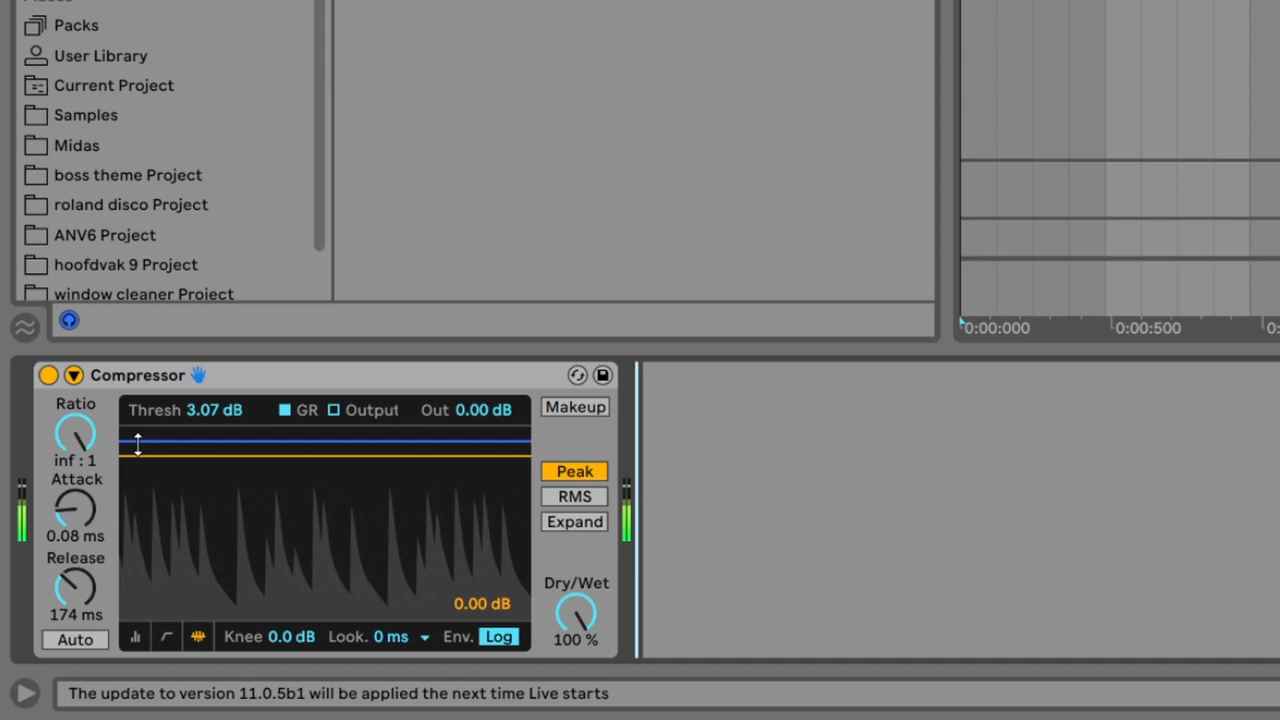 Packs
User Library
Current Project
Samples
Midas
boss theme Project
roland disco Project
ANV6 Project
hoofdvak 9 Project
window cleaner Project
0:00:000
0:00:500
Compressor
Ratio
inf : 1
Attack
0.08 ms
Release
174 ms
Auto
Thresh 3.07 dB GR Output Out 0.00 dB
0.00 dB
Knee 0.0 dB Look. 0 ms Env. Log
Makeup
Peak
RMS
Expand
Dry/Wet
100 %
The update to version 11.0.5b1 will be applied the next time Live starts